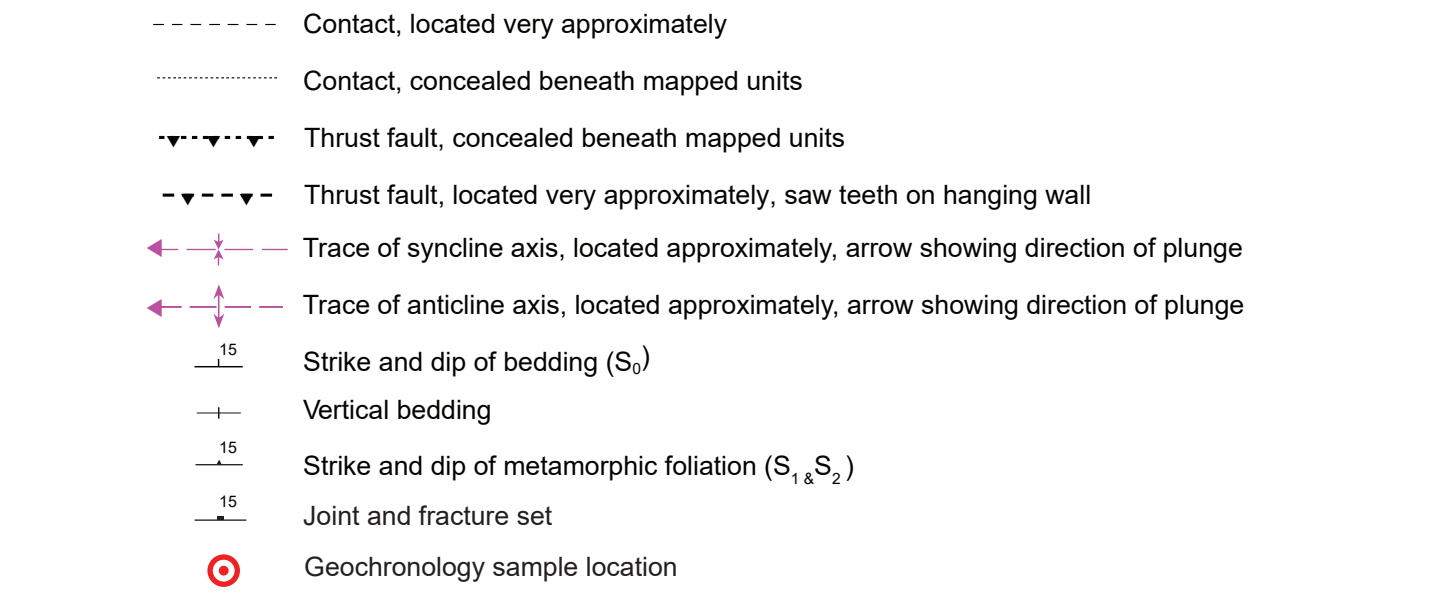 Contact, located very approximately
Contact, concealed beneath mapped units
Thrust fault, concealed beneath mapped units
Thrust fault, located very approximately, saw teeth on hanging wall
Trace of syncline axis, located approximately, arrow showing direction of plunge
Trace of anticline axis, located approximately, arrow showing direction of plunge
15 Strike and dip of bedding (S₀)
Vertical bedding
15 Strike and dip of metamorphic foliation (S₁ & S₂)
15 Joint and fracture set
Geochronology sample location